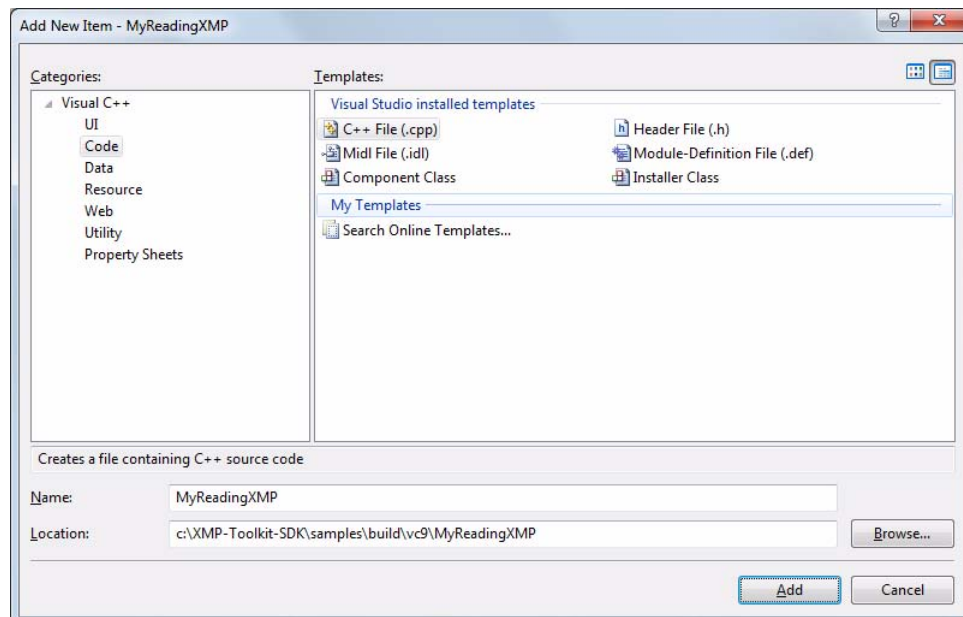 Add New Item - MyReadingXMP
Categories:
Templates:
Visual C++
UI
Code
Data
Resource
Web
Utility
Property Sheets
Visual Studio installed templates
C++ File (.cpp)
Header File (.h)
Midl File (.idl)
Module-Definition File (.def)
Component Class
Installer Class
My Templates
Search Online Templates...
Creates a file containing C++ source code
Name:
MyReadingXMP
Location:
c:\XMP-Toolkit-SDK\samples\build\vc9\MyReadingXMP
Browse...
Add
Cancel